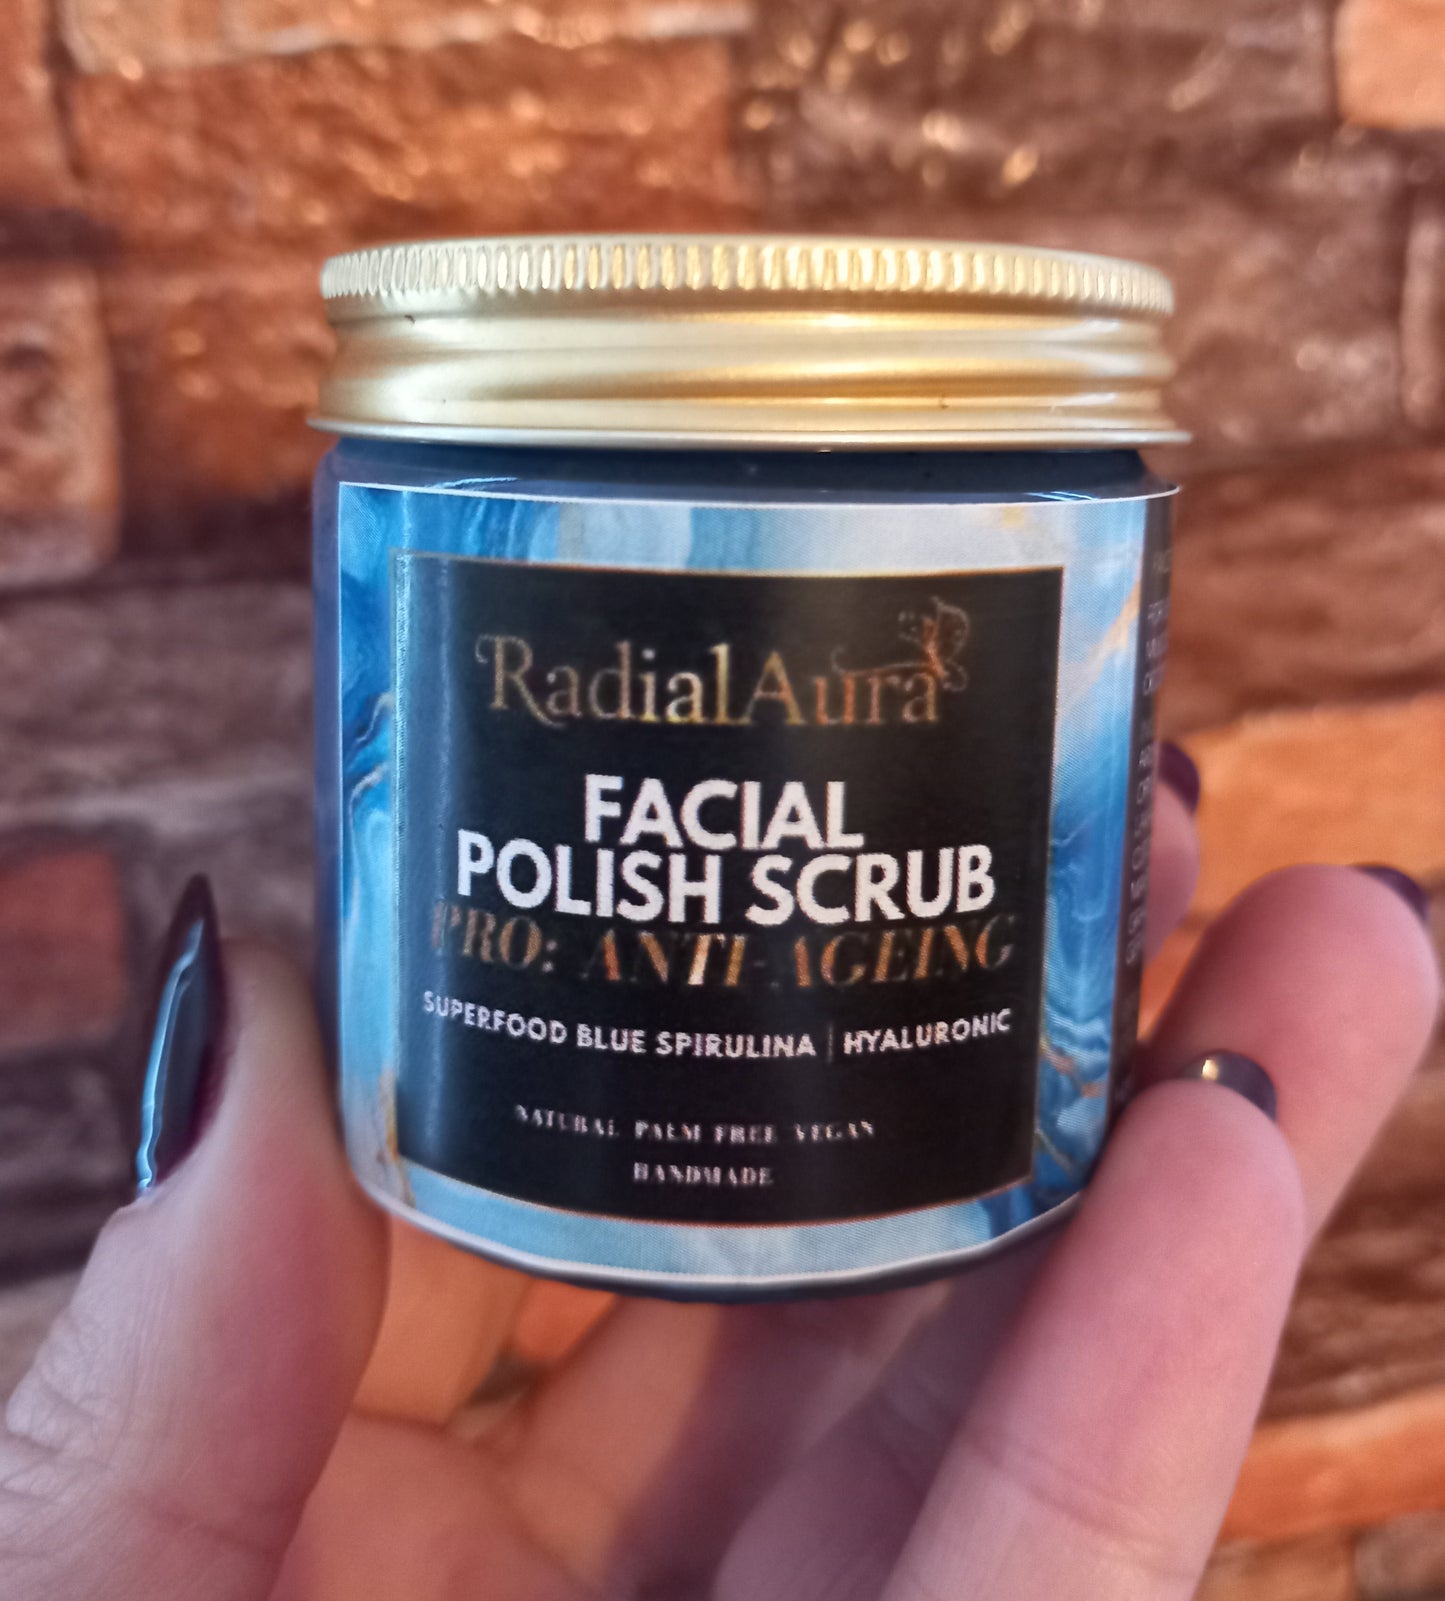 RadialAura
FACIAL
POLISH SCRUB
PRO: ANTI-AGEING
SUPERFOOD BLUE SPIRULINA | HYALURONIC
NATURAL PALM FREE VEGAN
HANDMADE